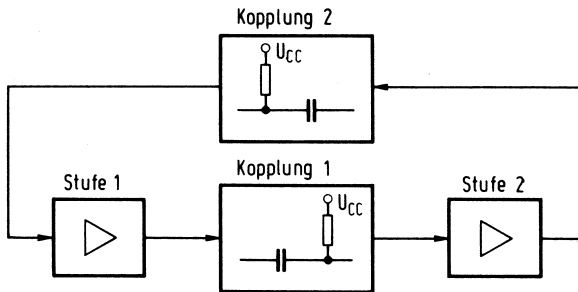 Kopplung 2
UCC
Kopplung 1
Stufe 1
Stufe 2
UCC